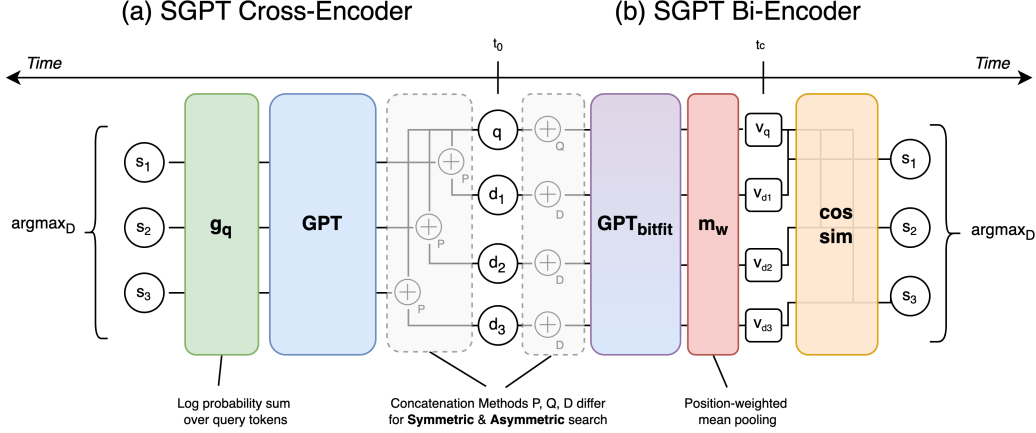 (a) SGPT Cross-Encoder
(b) SGPT Bi-Encoder
t0
tc
Time
Time
q
Q
vq
s1
P
d1
D
vd1
s1
argmaxD
s2
gq
GPT
P
d2
D
GPTbitfit
mw
vd2
cos
sim
s2
argmaxD
s3
P
d3
D
vd3
s3
Log probability sum
over query tokens
Concatenation Methods P, Q, D differ
for Symmetric & Asymmetric search
Position-weighted
mean pooling